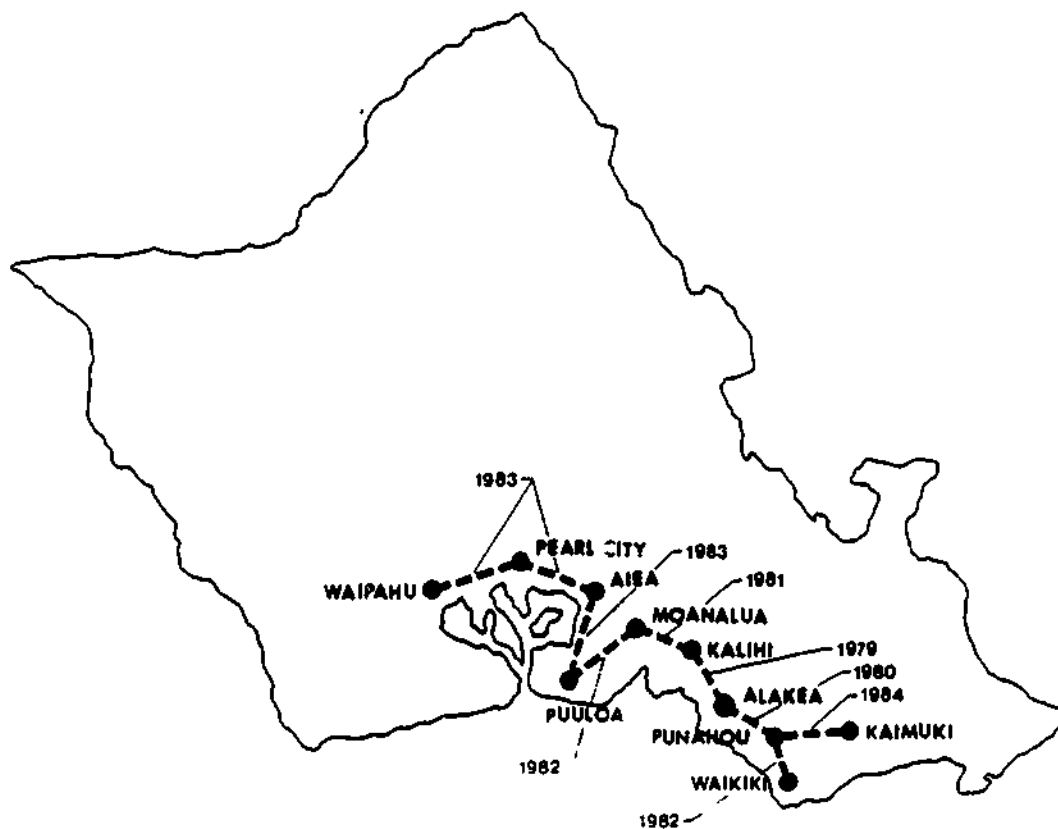 1983
PEARL CITY
1983
WAIPAHU
AIEA
1981
MOANALUA
KALIHI
1979
1980
ALAKEA
1984
PUULOA
PUNAHOU
KAIMUKI
1982
WAIKIKI
1982